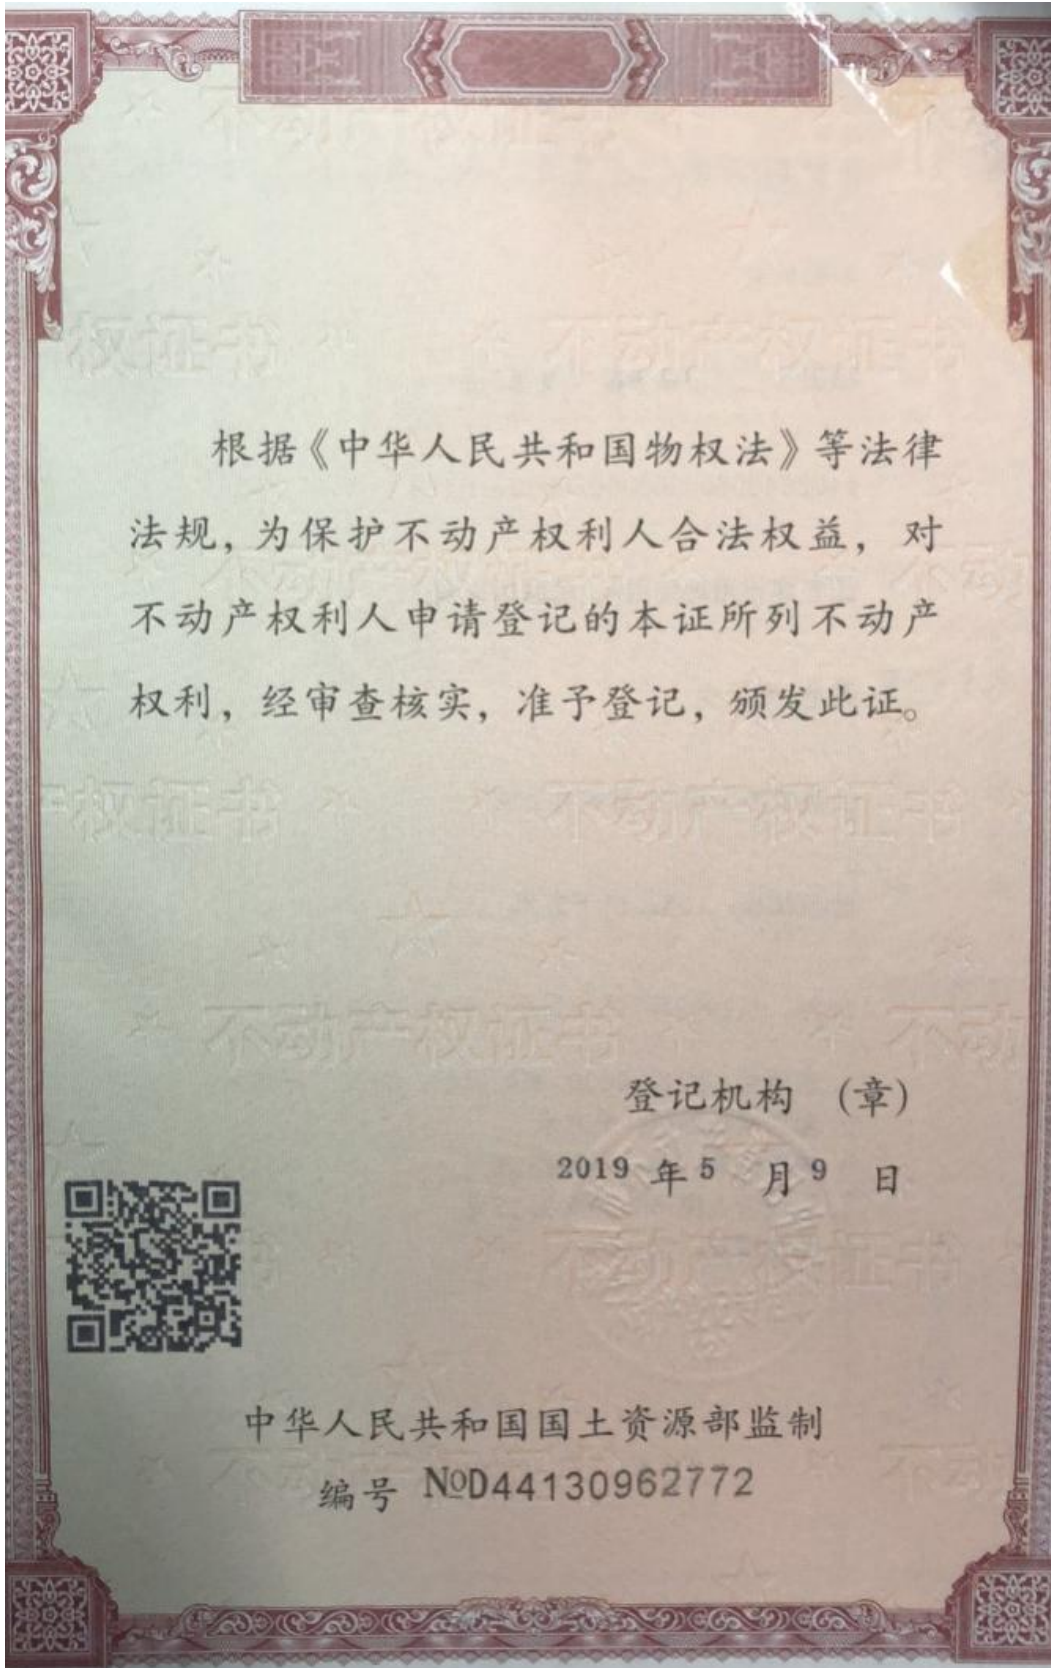 根据《中华人民共和国物权法》等法律
法规，为保护不动产权利人合法权益，对
不动产权利人申请登记的本证所列不动产
权利，经审查核实，准予登记，颁发此证。
登记机构 （章）
2019 年 5 月 9 日
中华人民共和国国土资源部监制
编号 №D44130962772